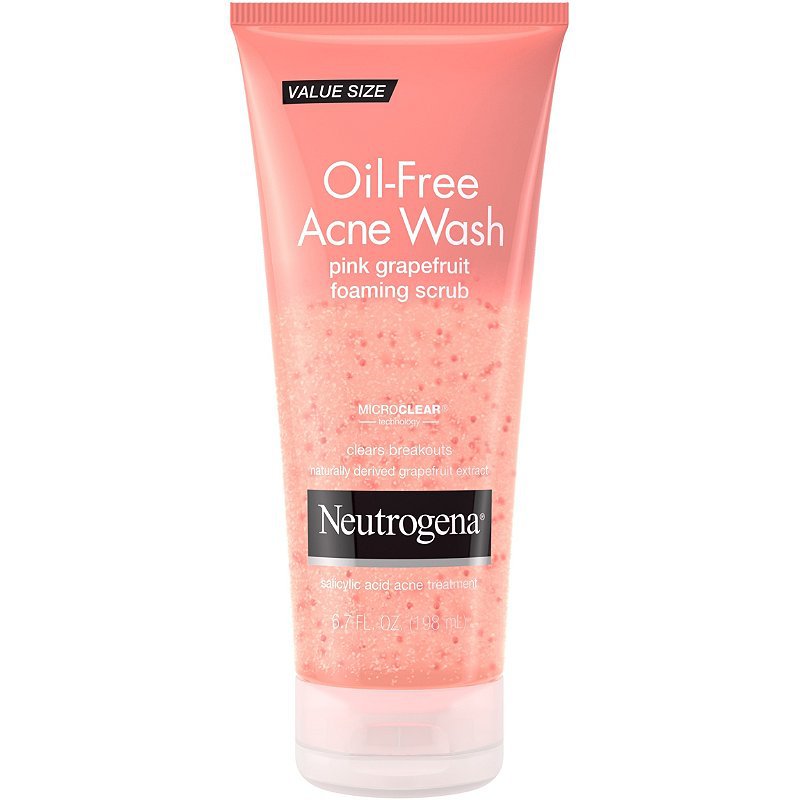 VALUE SIZE
Oil-Free
Acne Wash
pink grapefruit
foaming scrub
MICROCLEAR®
technology
clears breakouts
naturally derived grapefruit extract
Neutrogena®
salicylic acid acne treatment
6.7 FL. OZ. (198 mL)